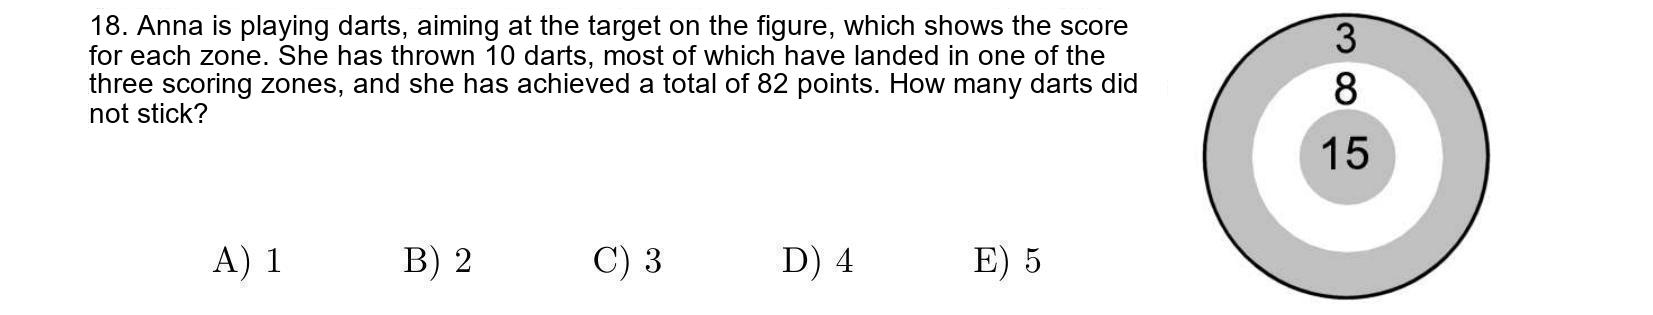 18. Anna is playing darts, aiming at the target on the figure, which shows the score
for each zone. She has thrown 10 darts, most of which have landed in one of the
three scoring zones, and she has achieved a total of 82 points. How many darts did
not stick?
3
8
15
A) 1 B) 2 C) 3 D) 4 E) 5